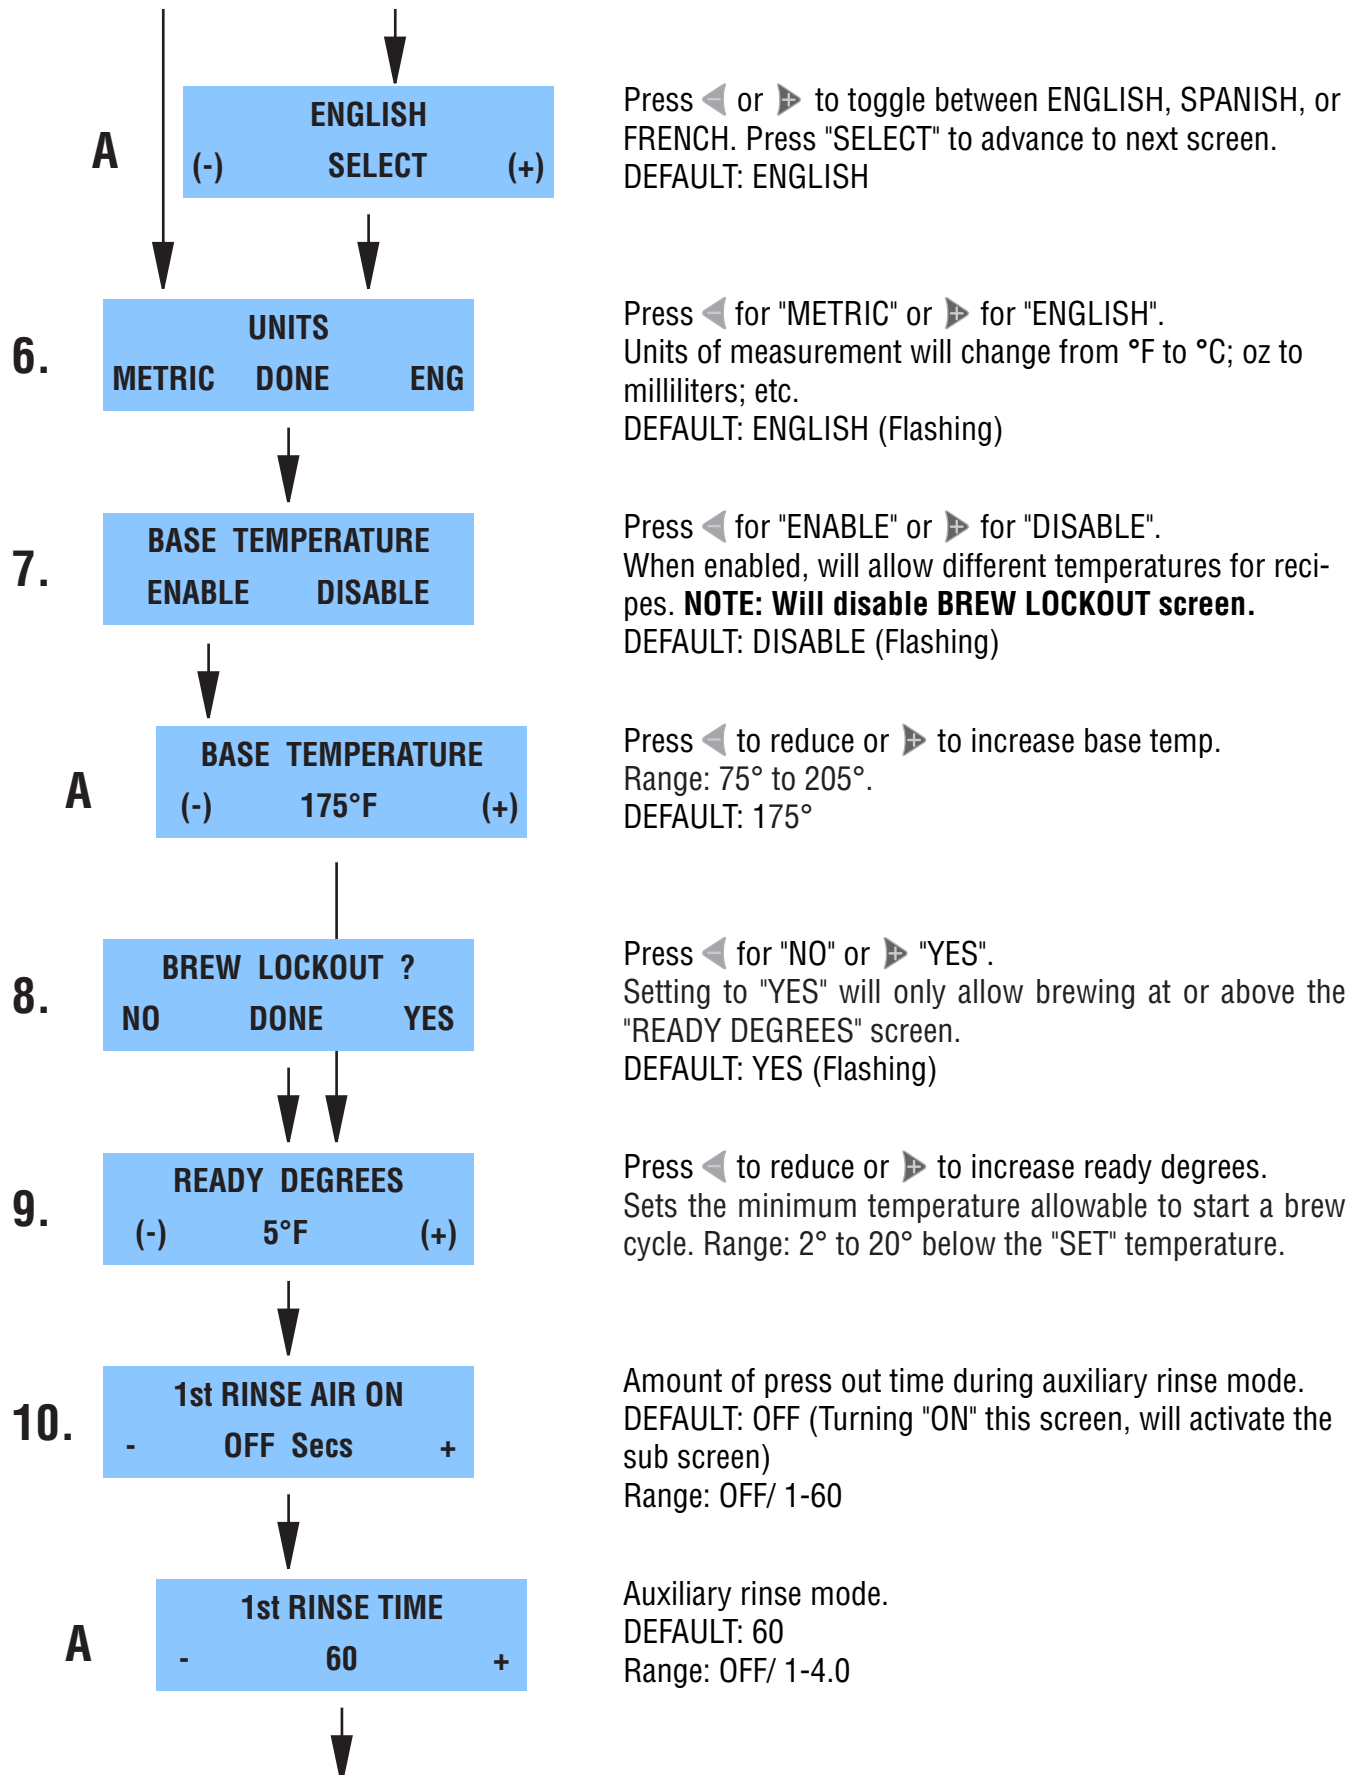 A
ENGLISH
(-) SELECT (+)
Press or to toggle between ENGLISH, SPANISH, or
FRENCH. Press "SELECT" to advance to next screen.
DEFAULT: ENGLISH
6.
UNITS
METRIC DONE ENG
Press for "METRIC" or for "ENGLISH".
Units of measurement will change from °F to °C; oz to
milliliters; etc.
DEFAULT: ENGLISH (Flashing)
7.
BASE TEMPERATURE
ENABLE DISABLE
Press for "ENABLE" or for "DISABLE".
When enabled, will allow different temperatures for reci-
pes. NOTE: Will disable BREW LOCKOUT screen.
DEFAULT: DISABLE (Flashing)
A
BASE TEMPERATURE
(-) 175°F (+)
Press to reduce or to increase base temp.
Range: 75° to 205°.
DEFAULT: 175°
8.
BREW LOCKOUT ?
NO DONE YES
Press for "NO" or "YES".
Setting to "YES" will only allow brewing at or above the
"READY DEGREES" screen.
DEFAULT: YES (Flashing)
9.
READY DEGREES
(-) 5°F (+)
Press to reduce or to increase ready degrees.
Sets the minimum temperature allowable to start a brew
cycle. Range: 2° to 20° below the "SET" temperature.
10.
1st RINSE AIR ON
- OFF Secs +
Amount of press out time during auxiliary rinse mode.
DEFAULT: OFF (Turning "ON" this screen, will activate the
sub screen)
Range: OFF/ 1-60
A
1st RINSE TIME
- 60 +
Auxiliary rinse mode.
DEFAULT: 60
Range: OFF/ 1-4.0